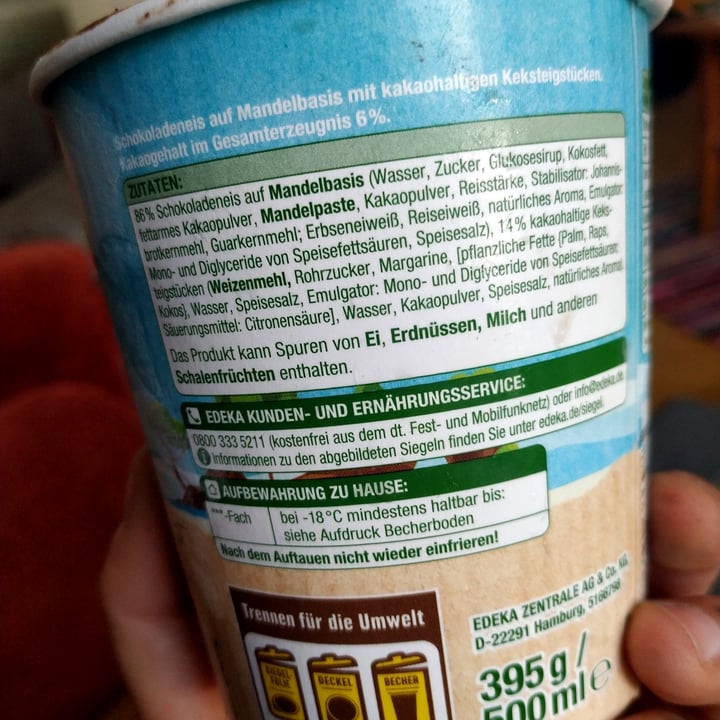 Schokoladeneis auf Mandelbasis mit kakaohaltigen Keksteigstücken.
Kakaogehalt im Gesamterzeugnis 6%.
ZUTATEN:
86% Schokoladeneis auf Mandelbasis (Wasser, Zucker, Glukosesirup, Kokosfett,
fettarmes Kakaopulver, Mandelpaste, Kakaopulver, Reisstärke, Stabilisator: Johannis-
brotkernmehl, Guarkernmehl; Erbseneiweiß, Reiseiweiß, natürliches Aroma, Emulgator:
Mono- und Diglyceride von Speisefettsäuren, Speisesalz), 14% kakaohaltige Keks-
teigstücken (Weizenmehl, Rohrzucker, Margarine, [pflanzliche Fette (Palm, Raps,
Kokos), Wasser, Speisesalz, Emulgator: Mono- und Diglyceride von Speisefettsäuren;
Säuerungsmittel: Citronensäure], Wasser, Kakaopulver, Speisesalz, natürliches Aroma).
Das Produkt kann Spuren von Ei, Erdnüssen, Milch und anderen
Schalenfrüchten enthalten.
EDEKA KUNDEN- UND ERNÄHRUNGSSERVICE:
0800 333 5211 (kostenfrei aus dem dt. Fest- und Mobilfunknetz) oder info@edeka.de
Informationen zu den abgebildeten Siegeln finden Sie unter edeka.de/siegel.
AUFBEWAHRUNG ZU HAUSE:
***-Fach
bei -18°C mindestens haltbar bis:
siehe Aufdruck Becherboden
Nach dem Auftauen nicht wieder einfrieren!
Trennen für die Umwelt
SIEGEL-
FOLIE
DECKEL
BECHER
EDEKA ZENTRALE AG & Co. KG,
D-22291 Hamburg, 5166798
395 g /
500 ml e